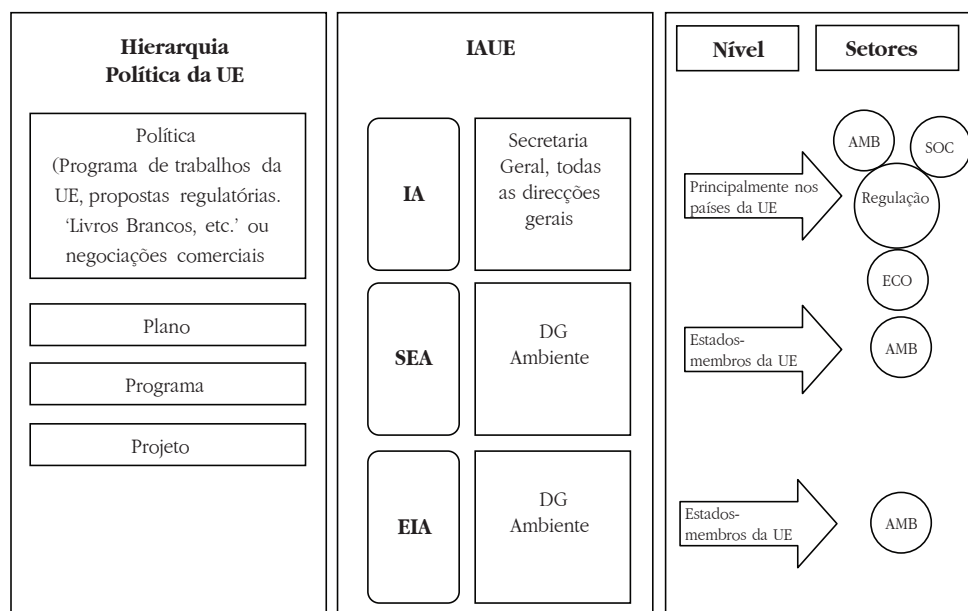 Hierarquia
Política da UE
Política
(Programa de trabalhos da
UE, propostas regulatórias.
‘Livros Brancos, etc.’ ou
negociações comerciais
Plano
Programa
Projeto
IAUE
IA
Secretaria
Geral, todas
as direcções
gerais
SEA
DG
Ambiente
EIA
DG
Ambiente
Nível
Setores
Principalmente nos
países da UE
AMB
SOC
Regulação
ECO
Estados-
membros da UE
AMB
Estados-
membros da UE
AMB